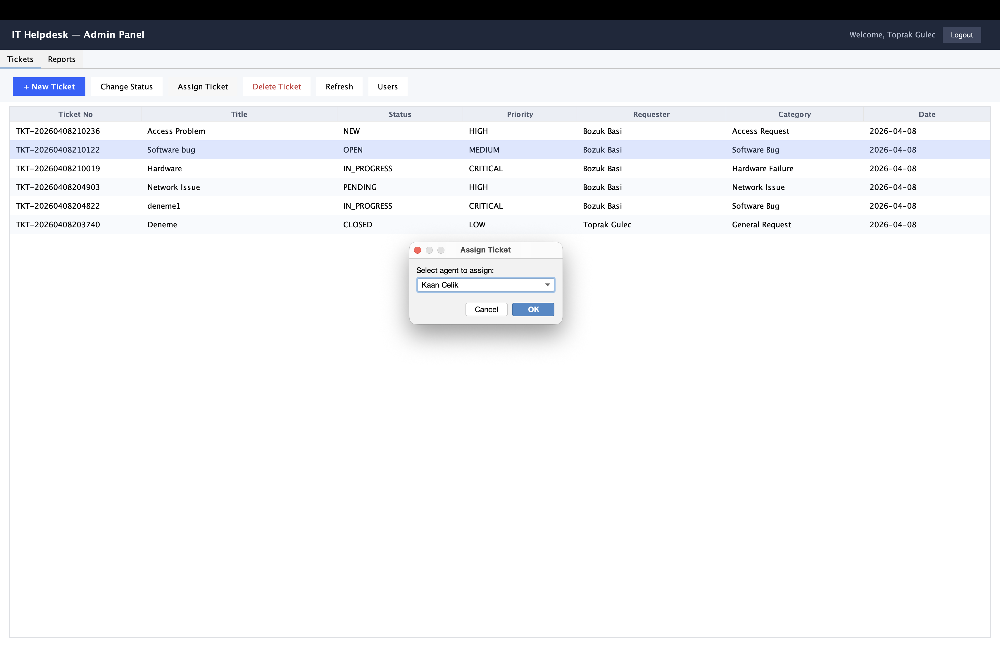 IT Helpdesk — Admin Panel
Welcome, Toprak Gulec
Logout
Tickets Reports
+ New Ticket Change Status Assign Ticket Delete Ticket Refresh Users
Ticket No Title Status Priority Requester Category Date
TKT-20260408210236 Access Problem NEW HIGH Bozuk Basi Access Request 2026-04-08
TKT-20260408210122 Software bug OPEN MEDIUM Bozuk Basi Software Bug 2026-04-08
TKT-20260408210019 Hardware IN_PROGRESS CRITICAL Bozuk Basi Hardware Failure 2026-04-08
TKT-20260408204903 Network Issue PENDING HIGH Bozuk Basi Network Issue 2026-04-08
TKT-20260408204822 deneme1 IN_PROGRESS CRITICAL Bozuk Basi Software Bug 2026-04-08
TKT-20260408203740 Deneme CLOSED LOW Toprak Gulec General Request 2026-04-08
Assign Ticket
Select agent to assign:
Kaan Celik
Cancel OK